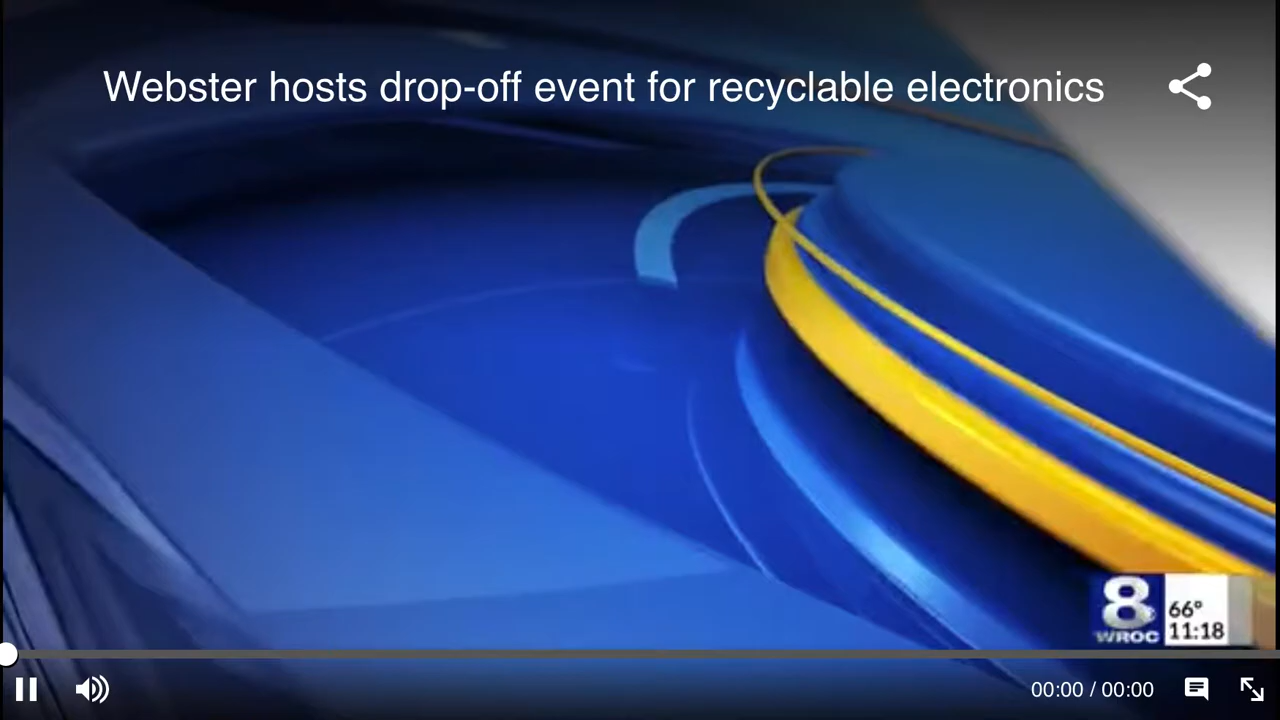 Webster hosts drop-off event for recyclable electronics
8
WROC
66°
11:18
00:00 / 00:00